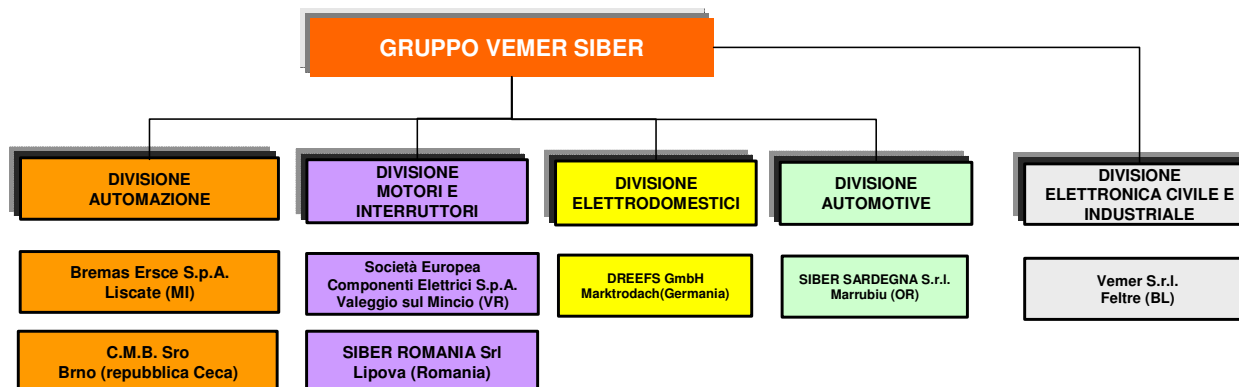 GRUPPO VEMER SIBER
DIVISIONE
AUTOMAZIONE
DIVISIONE
MOTORI E
INTERRUTTORI
DIVISIONE
ELETTRODOMESTICI
DIVISIONE
AUTOMOTIVE
DIVISIONE
ELETTRONICA CIVILE E
INDUSTRIALE
Bremas Ersce S.p.A.
Liscate (MI)
Società Europea
Componenti Elettrici S.p.A.
Valeggio sul Mincio (VR)
DREEFS GmbH
Marktrodach(Germania)
SIBER SARDEGNA S.r.l.
Marrubiu (OR)
Vemer S.r.l.
Feltre (BL)
C.M.B. Sro
Brno (repubblica Ceca)
SIBER ROMANIA Srl
Lipova (Romania)